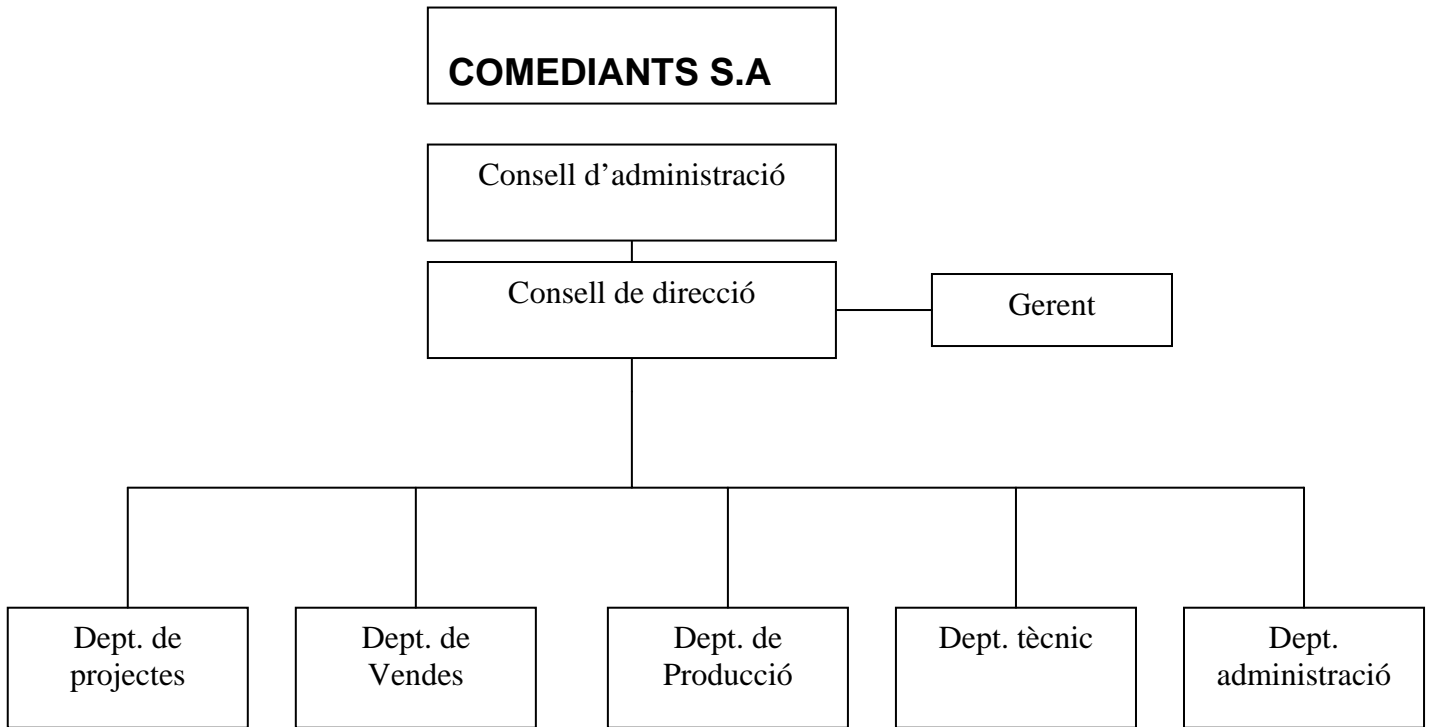 COMEDIANTS S.A
Consell d’administració
Consell de direcció
Gerent
Dept. de
projectes
Dept. de
Vendes
Dept. de
Producció
Dept. tècnic
Dept.
administració